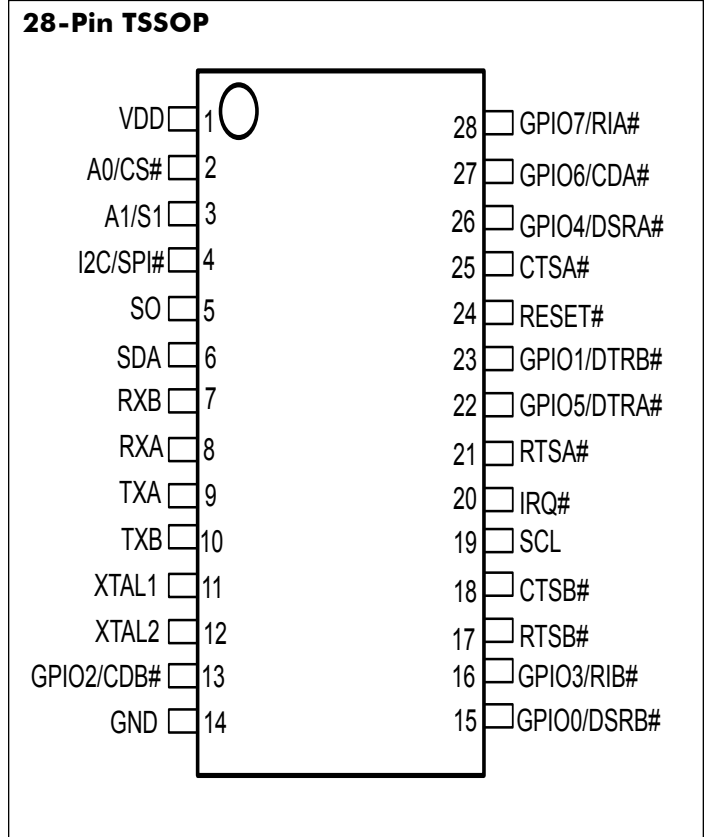 28-Pin TSSOP
VDD 1 28 GPIO7/RIA#
A0/CS# 2 27 GPIO6/CDA#
A1/S1 3 26 GPIO4/DSRA#
I2C/SPI# 4 25 CTSA#
SO 5 24 RESET#
SDA 6 23 GPIO1/DTRB#
RXB 7 22 GPIO5/DTRA#
RXA 8 21 RTSA#
TXA 9 20 IRQ#
TXB 10 19 SCL
XTAL1 11 18 CTSB#
XTAL2 12 17 RTSB#
GPIO2/CDB# 13 16 GPIO3/RIB#
GND 14 15 GPIO0/DSRB#